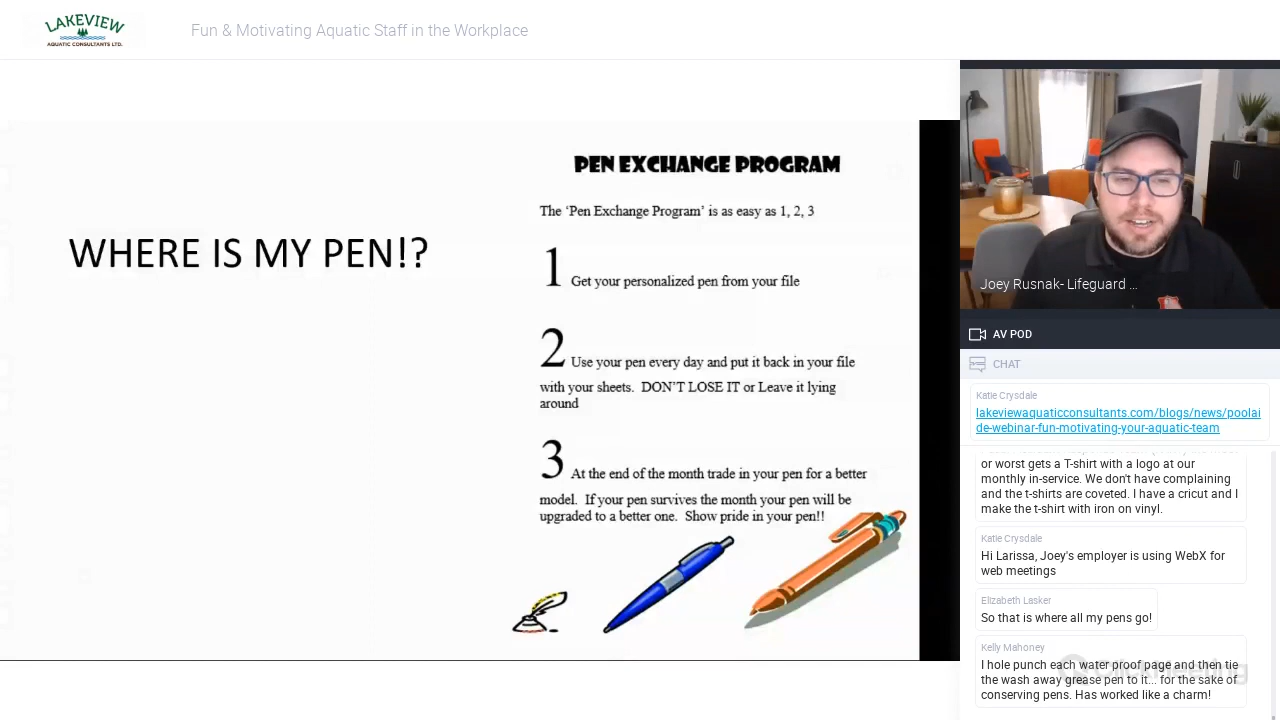 LAKEVIEW
AQUATIC CONSULTANTS LTD.
Fun & Motivating Aquatic Staff in the Workplace
WHERE IS MY PEN!?
PEN EXCHANGE PROGRAM
The ‘Pen Exchange Program’ is as easy as 1, 2, 3
1 Get your personalized pen from your file
2 Use your pen every day and put it back in your file
with your sheets. DON’T LOSE IT or Leave it lying
around
3 At the end of the month trade in your pen for a better
model. If your pen survives the month your pen will be
upgraded to a better one. Show pride in your pen!!
Joey Rusnak- Lifeguard ...
AV POD
CHAT
Katie Crysdale
lakeviewaquaticconsultants.com/blogs/news/poolai
de-webinar-fun-motivating-your-aquatic-team
or worst gets a T-shirt with a logo at our
monthly in-service. We don't have complaining
and the t-shirts are coveted. I have a cricut and I
make the t-shirt with iron on vinyl.
Katie Crysdale
Hi Larissa, Joey's employer is using WebX for
web meetings
Elizabeth Lasker
So that is where all my pens go!
Kelly Mahoney
I hole punch each water proof page and then tie
the wash away grease pen to it... for the sake of
conserving pens. Has worked like a charm!